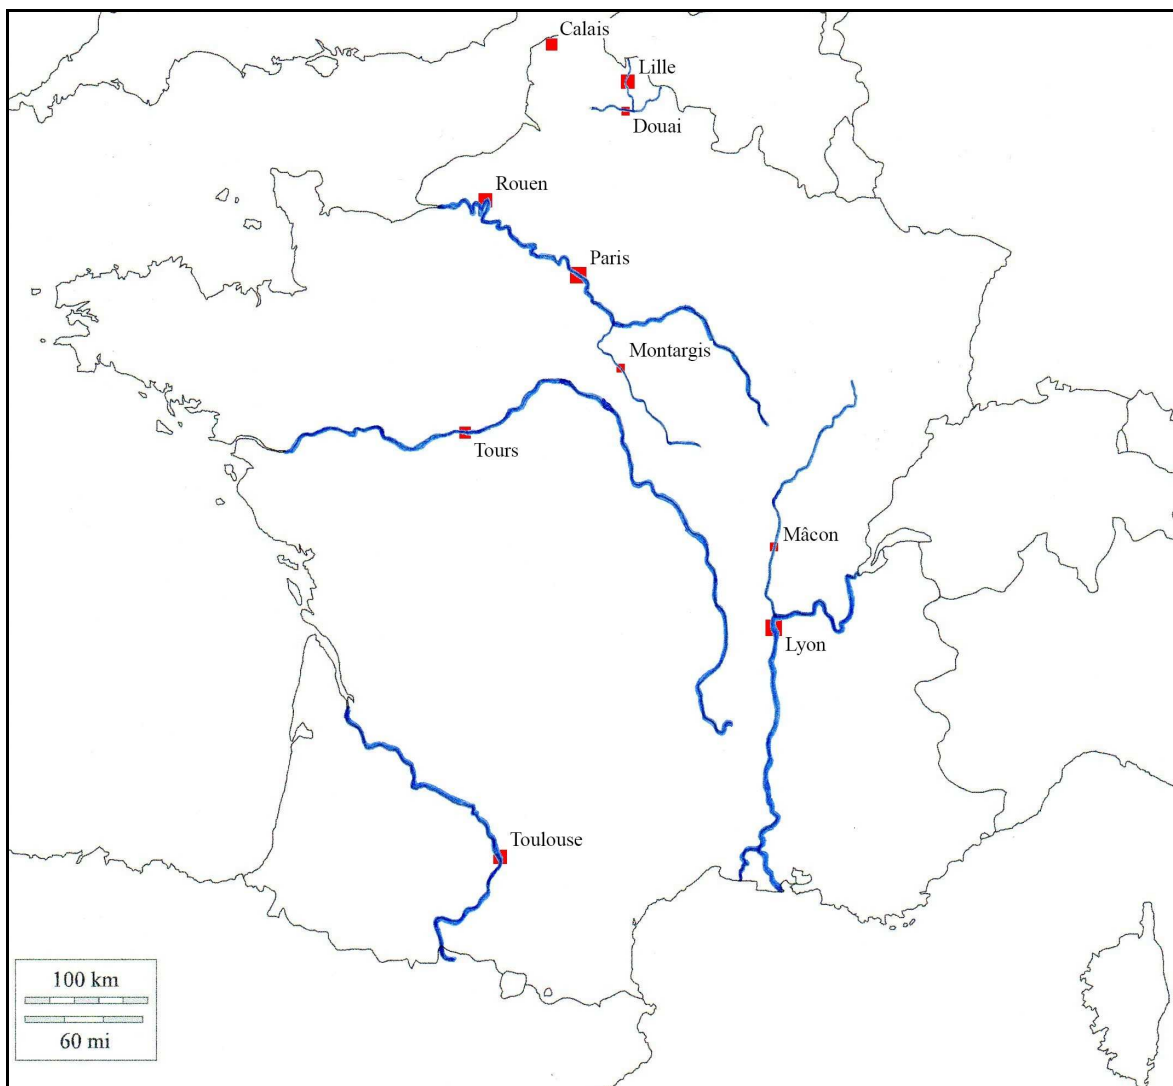 Calais
Lille
Douai
Rouen
Paris
Montargis
Tours
Mâcon
Lyon
Toulouse
100 km
60 mi